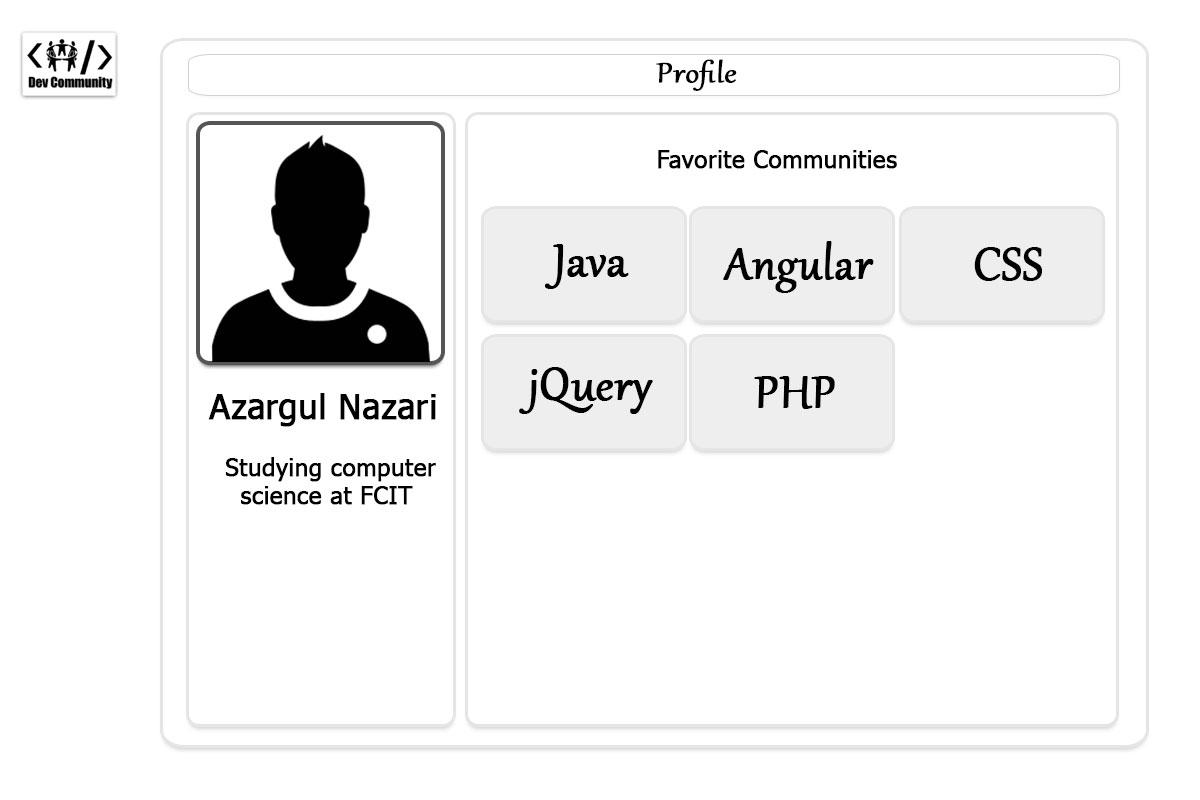 </> Dev Community
Profile
Azargul Nazari
Studying computer
science at FCIT
Favorite Communities
Java
Angular
CSS
jQuery
PHP